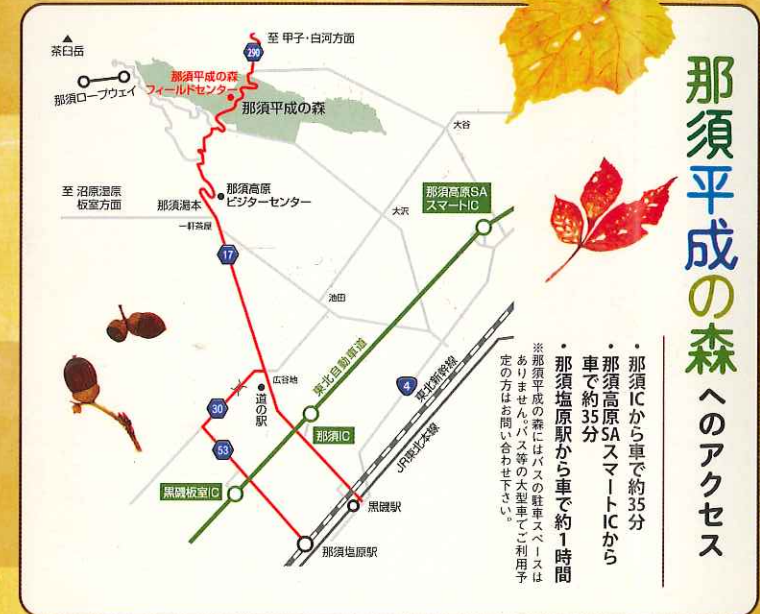 那須平成の森へのアクセス
・那須ICから車で約35分
・那須高原SAスマートICから
車で約35分
・那須塩原駅から車で約1時間
※那須平成の森にはバスの駐車スペースは
ありません。バス等の大型車でご利用予
定の方はお問い合わせ下さい。
茶臼岳
至 甲子・白河方面
290
那須ロープウェイ
那須平成の森
フィールドセンター
那須平成の森
大谷
至 沼原湿原
板室方面
那須湯本
那須高原
ビジターセンター
大沢
那須高原SA
スマートIC
一軒茶屋
17
池田
東北自動車道
広谷地
道の駅
4
東北新幹線
30
那須IC
JR東北本線
53
黒磯板室IC
黒磯駅
那須塩原駅